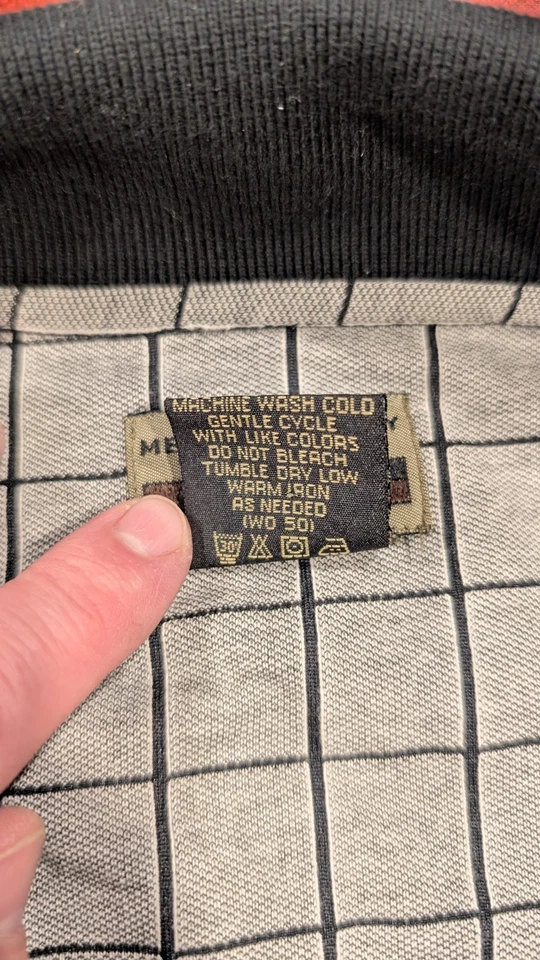 MACHINE WASH COLD
GENTLE CYCLE
WITH LIKE COLORS
DO NOT BLEACH
TUMBLE DRY LOW
WARM IRON
AS NEEDED
(WO 50)
30°